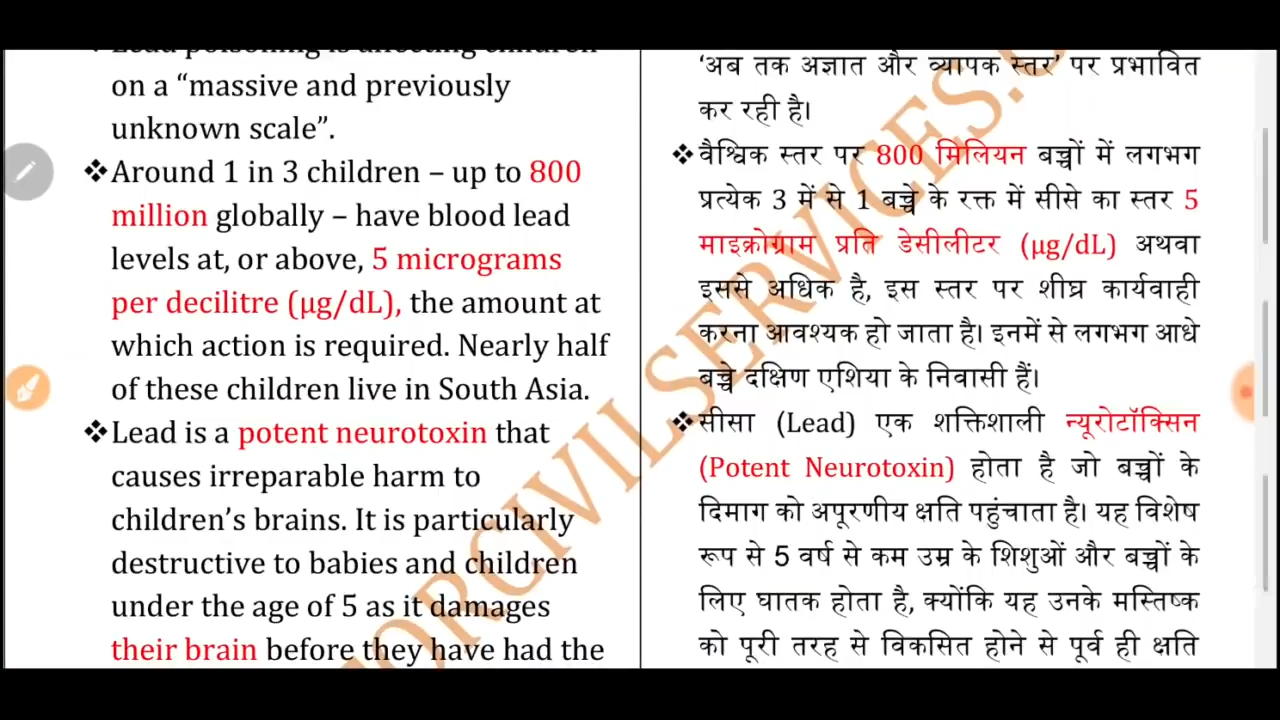 Lead poisoning is affecting children
on a “massive and previously
unknown scale”.
❖Around 1 in 3 children – up to 800
million globally – have blood lead
levels at, or above, 5 micrograms
per decilitre (µg/dL), the amount at
which action is required. Nearly half
of these children live in South Asia.
❖Lead is a potent neurotoxin that
causes irreparable harm to
children’s brains. It is particularly
destructive to babies and children
under the age of 5 as it damages
their brain before they have had the
‘अब तक अज्ञात और व्यापक स्तर’ पर प्रभावित
कर रही है।
❖वैश्विक स्तर पर 800 मिलियन बच्चों में लगभग
प्रत्येक 3 में से 1 बच्चे के रक्त में सीसे का स्तर 5
माइक्रोग्राम प्रति डेसीलीटर (µg/dL) अथवा
इससे अधिक है, इस स्तर पर शीघ्र कार्यवाही
करना आवश्यक हो जाता है। इनमें से लगभग आधे
बच्चे दक्षिण एशिया के निवासी हैं।
❖सीसा (Lead) एक शक्तिशाली न्यूरोटॉक्सिन
(Potent Neurotoxin) होता है जो बच्चों के
दिमाग को अपूरणीय क्षति पहुंचाता है। यह विशेष
रूप से 5 वर्ष से कम उम्र के शिशुओं और बच्चों के
लिए घातक होता है, क्योंकि यह उनके मस्तिष्क
को पूरी तरह से विकसित होने से पूर्व ही क्षति
FORCIVILSERVICES.C